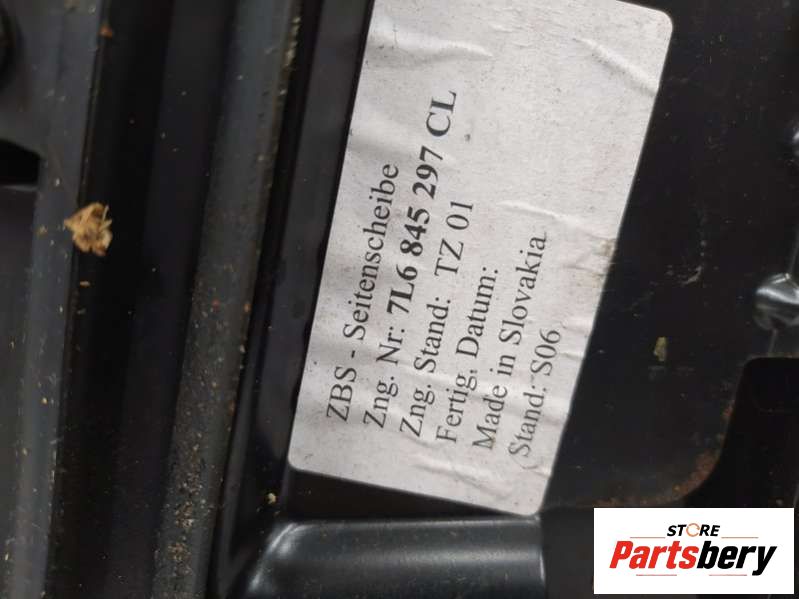 ZBS - Seitenscheibe
Zng. Nr: 7L6 845 297 CL
Zng. Stand: TZ 01
Fertig. Datum:
Made in Slovakia
Stand: S06
STORE
Partsbery